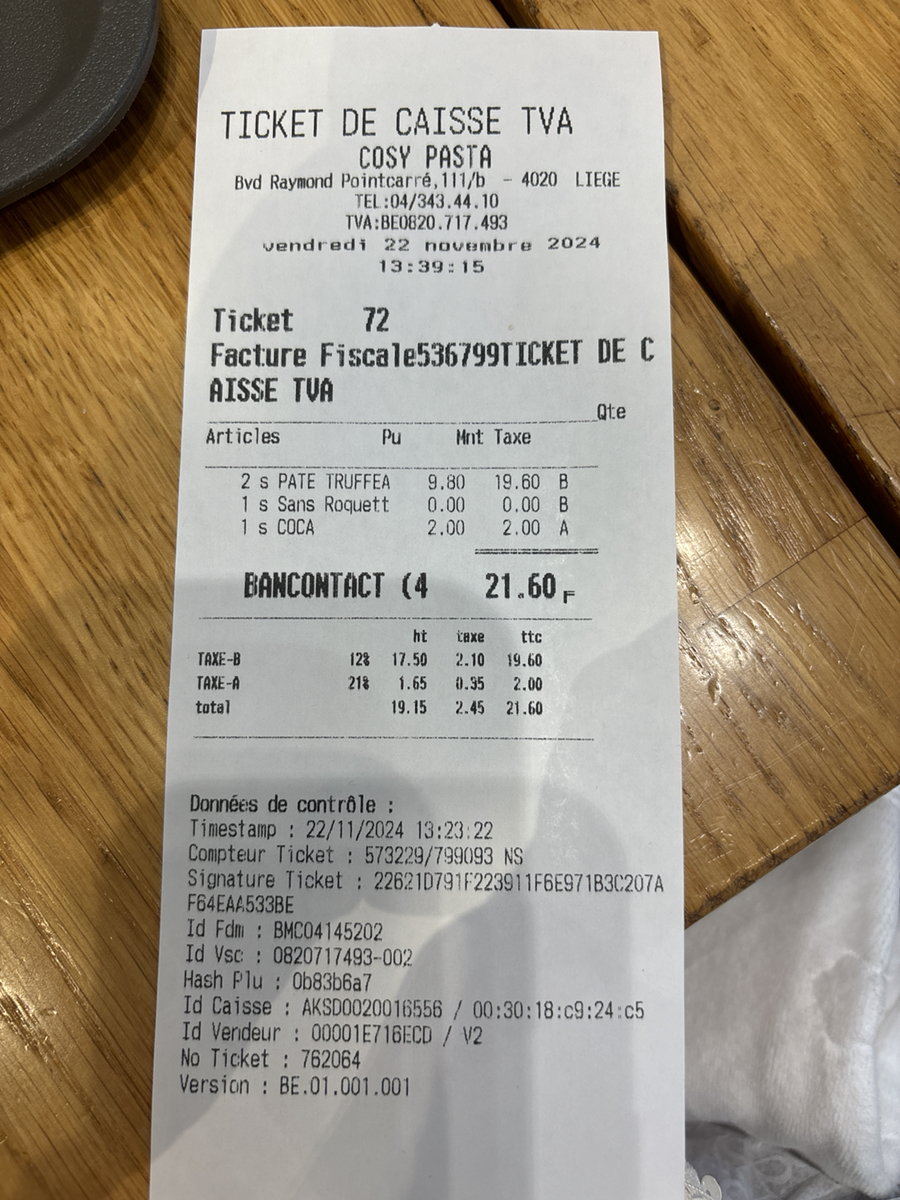 TICKET DE CAISSE TVA
COSY PASTA
Bvd Raymond Pointcarré,111/b - 4020 LIEGE
TEL:04/343.44.10
TVA:BE0820.717.493
vendredi 22 novembre 2024
13:39:15
Ticket 72
Facture Fiscale536799TICKET DE C
AISSE TVA
Qte
Articles Pu Mnt Taxe
2 s PATE TRUFFEA 9.80 19.60 B
1 s Sans Roquett 0.00 0.00 B
1 s COCA 2.00 2.00 A
BANCONTACT (4 21.60 F
ht taxe ttc
TAXE-B 12% 17.50 2.10 19.60
TAXE-A 21% 1.65 0.35 2.00
total 19.15 2.45 21.60
Données de contrôle :
Timestamp : 22/11/2024 13:23:22
Compteur Ticket : 573229/799093 NS
Signature Ticket : 22621D791F223911F6E971B3C207A
F64EAA533BE
Id Fdm : BMC04145202
Id Vsc : 0820717493-002
Hash Plu : 0b83b6a7
Id Caisse : AKSD0020016556 / 00:30:18:c9:24:c5
Id Vendeur : 00001E716ECD / V2
No Ticket : 762064
Version : BE.01.001.001